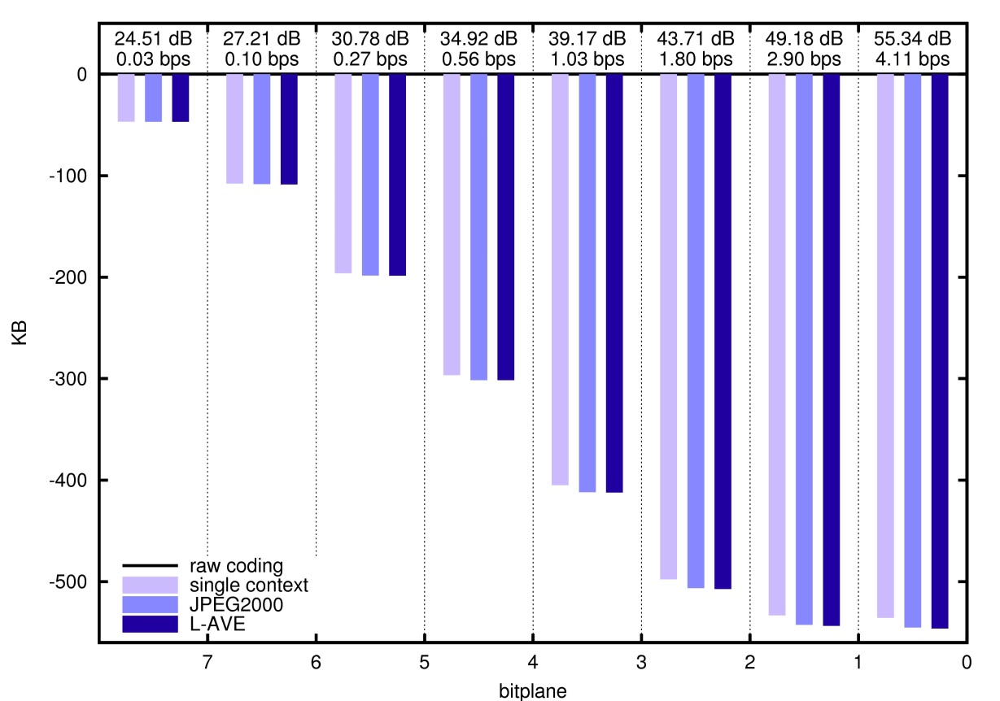 24.51 dB 27.21 dB 30.78 dB 34.92 dB 39.17 dB 43.71 dB 49.18 dB 55.34 dB
0.03 bps 0.10 bps 0.27 bps 0.56 bps 1.03 bps 1.80 bps 2.90 bps 4.11 bps
0
-100
-200
-300
KB
-400
-500
raw coding
single context
JPEG2000
L-AVE
7 6 5 4 3 2 1 0
bitplane